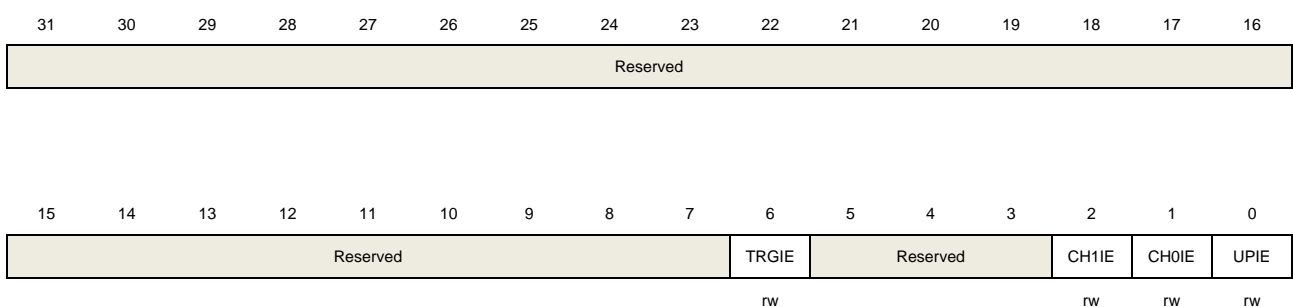 31 30 29 28 27 26 25 24 23 22 21 20 19 18 17 16
Reserved
15 14 13 12 11 10 9 8 7 6 5 4 3 2 1 0
Reserved TRGIE Reserved CH1IE CH0IE UPIE
rw rw rw rw